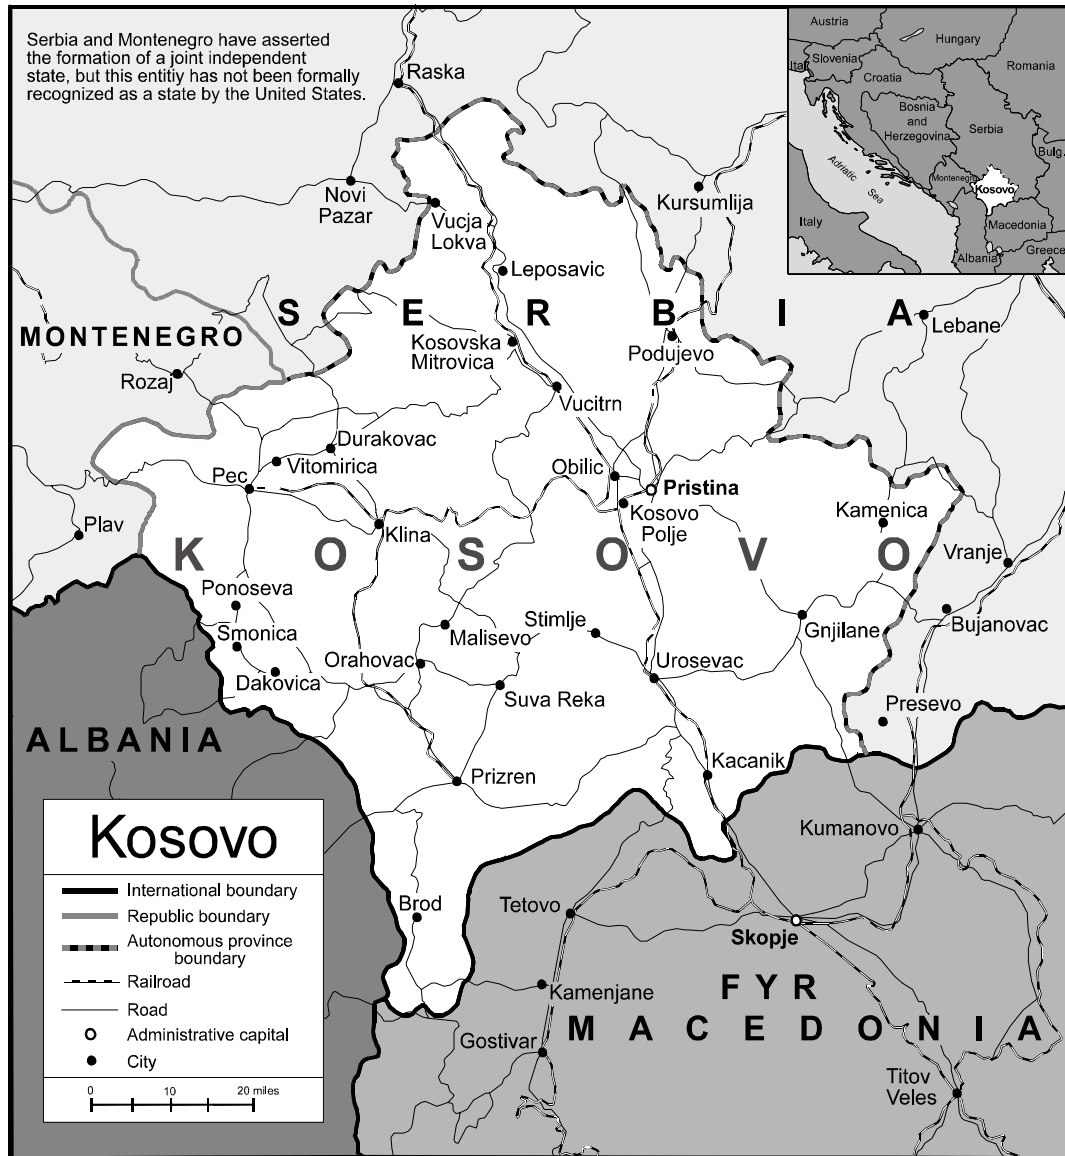 Serbia and Montenegro have asserted
the formation of a joint independent
state, but this entitiy has not been formally
recognized as a state by the United States.
Austria
Hungary
Slovenia
Ita
Croatia
Romania
Bosnia
and
Herzegovina
Serbia
Bulg.
Adriatic
Sea
Montenegro
Kosovo
Italy
Macedonia
Albania
Greece
Raska
Novi
Pazar
Vucja
Lokva
Kursumlija
Leposavic
SERBIA
MONTENEGRO
Lebane
Kosovska
Mitrovica
Podujevo
Rozaj
Vucitrn
Durakovac
Vitomirica
Obilic
Pec
Pristina
Kosovo
Polje
Kamenica
Plav
Klina
KOSOVO
Vranje
Ponoseva
Smonica
Malisevo
Stimlje
Gnjilane
Bujanovac
Orahovac
Urosevac
Dakovica
Suva Reka
Presevo
ALBANIA
Prizren
Kacanik
Kumanovo
Brod
Tetovo
Skopje
FYR
Kamenjane
MACEDONIA
Gostivar
Titov
Veles
Kosovo
International boundary
Republic boundary
Autonomous province
boundary
Railroad
Road
Administrative capital
City
0 10 20 miles